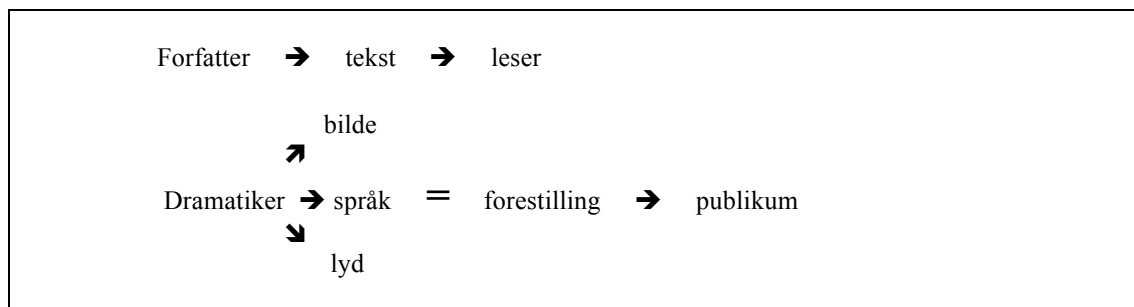 Forfatter ➔ tekst ➔ leser
bilde
Dramatiker ➔ språk = forestilling ➔ publikum
lyd